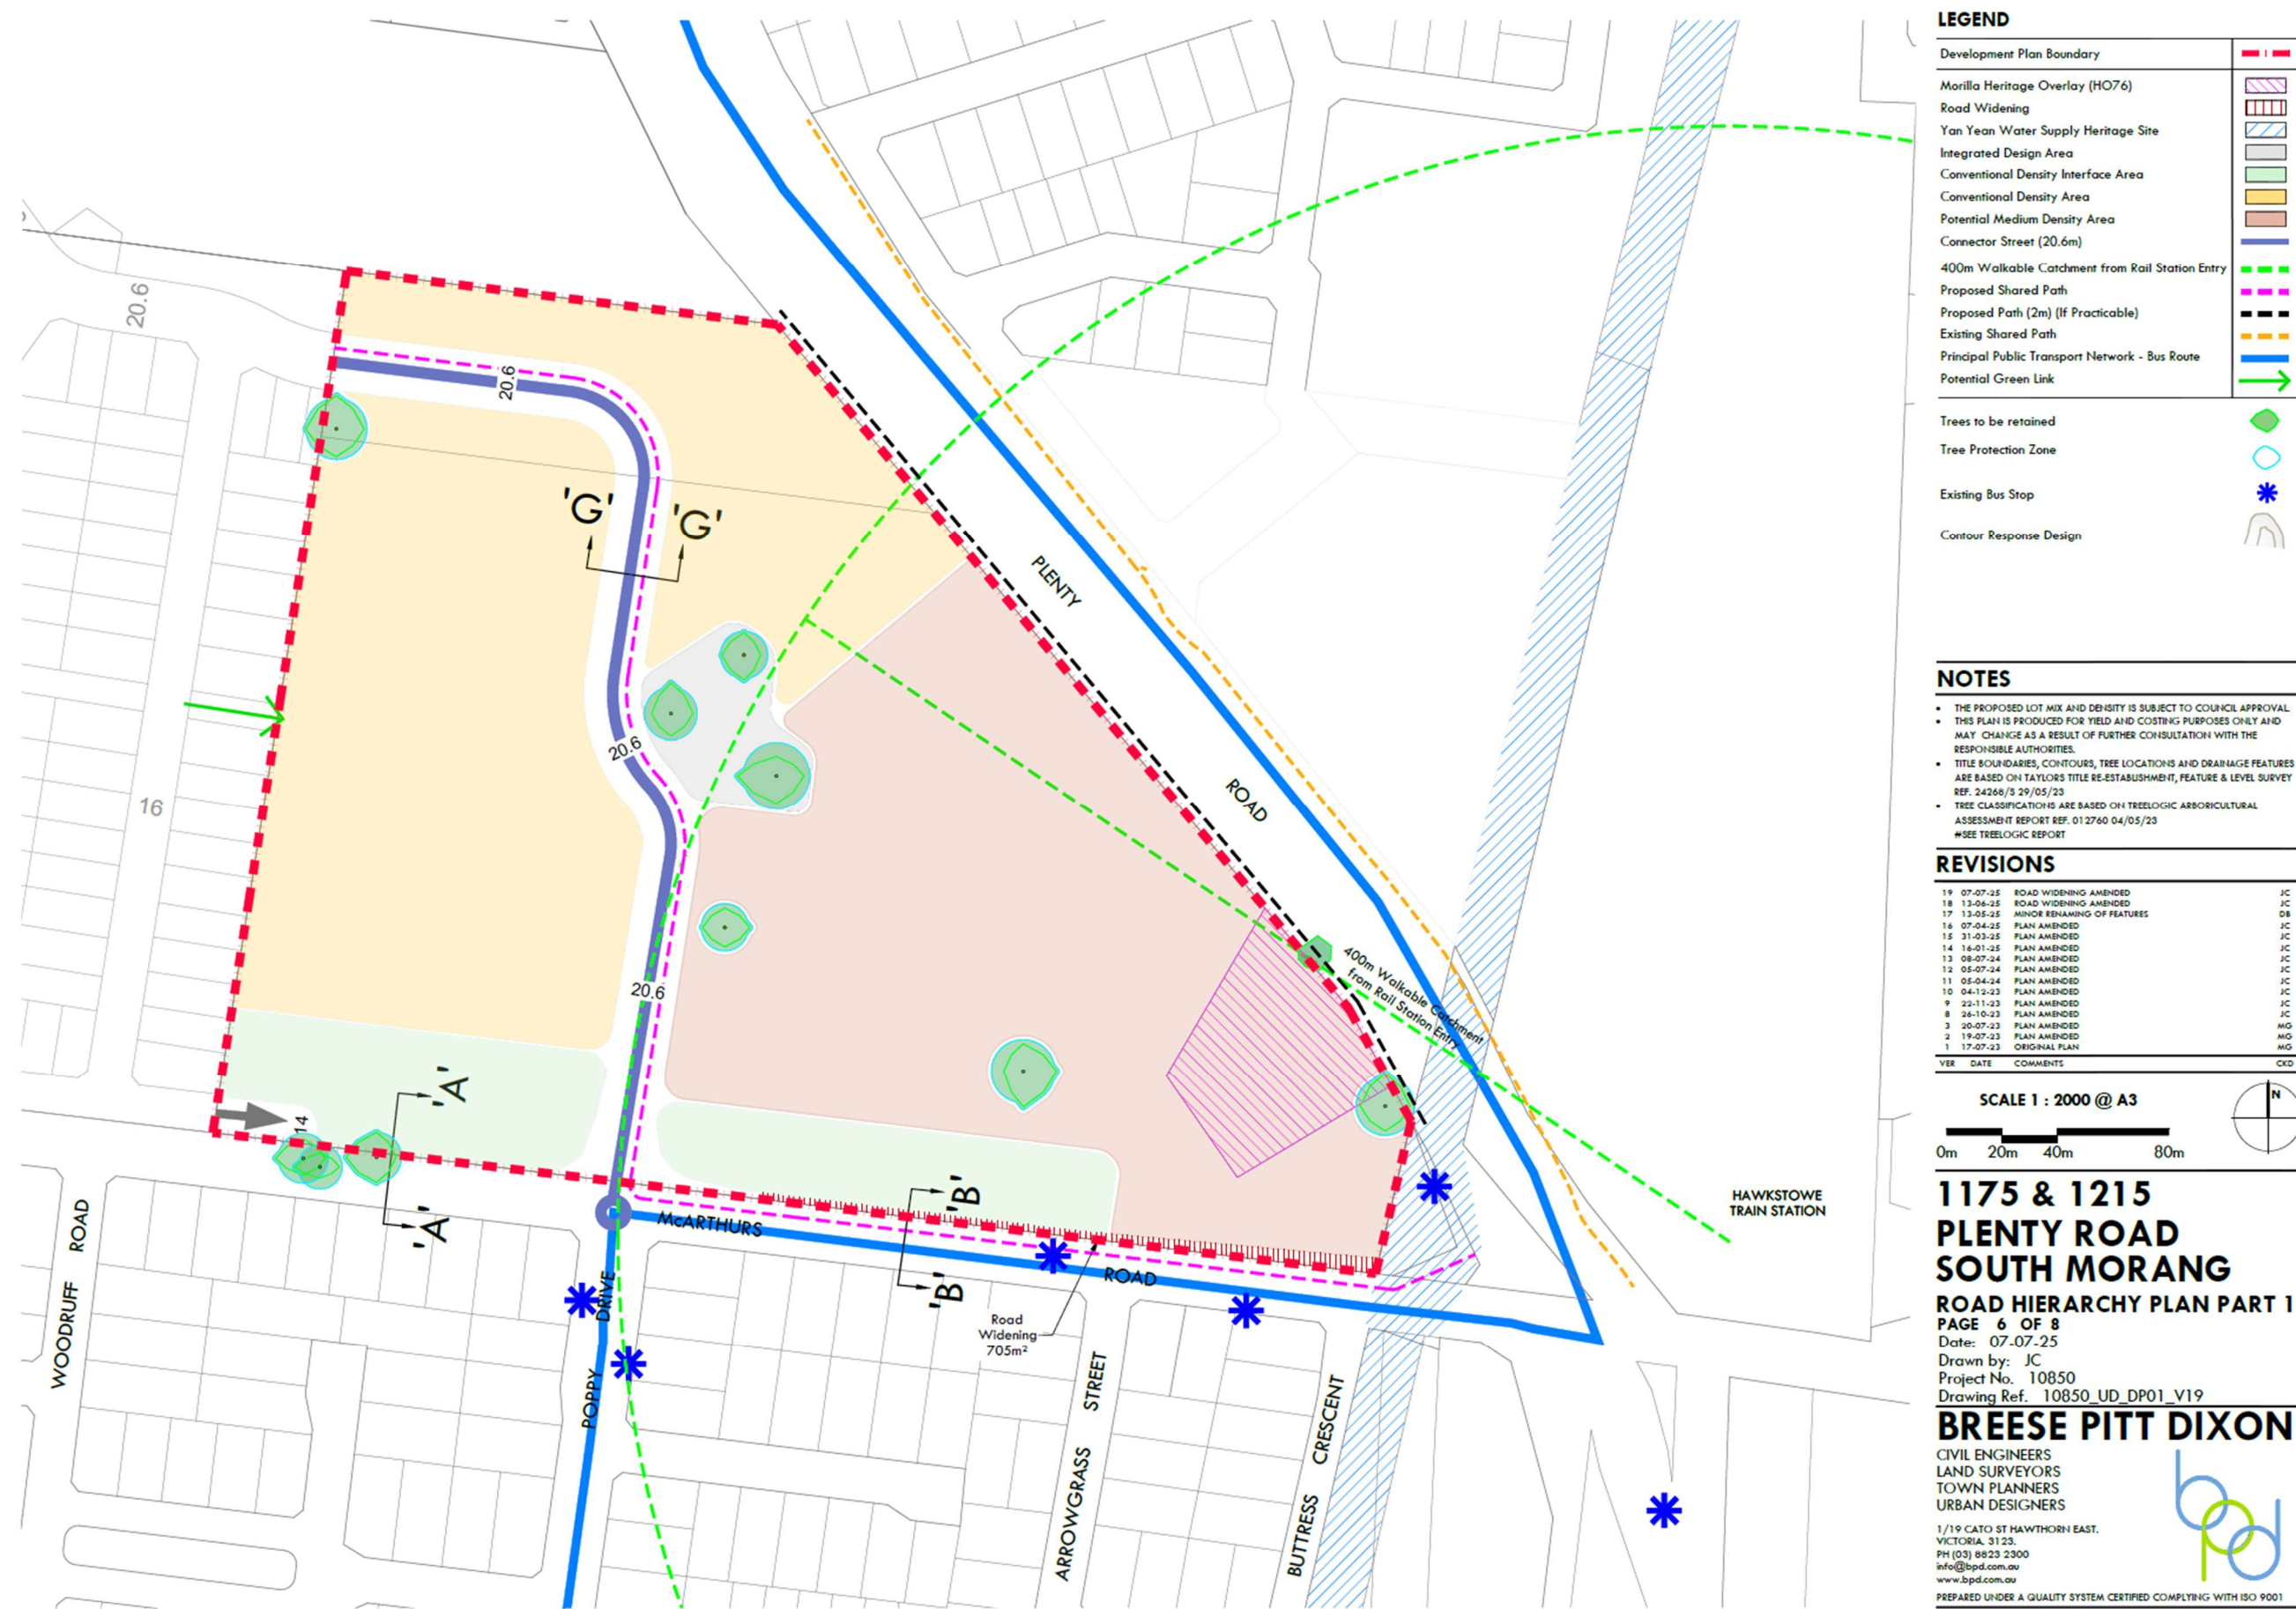 20.6
20.6
'G'
'G'
PLENTY
ROAD
20.6
16
20.6
400m Walkable Catchment
from Rail Station Entry
'A'
14
'A'
'B'
McARTHURS
ROAD
'B'
WOODRUFF ROAD
POPPY DRIVE
Road
Widening
705m²
ARROWGRASS STREET
BUTTRESS CRESCENT
HAWKSTOWE
TRAIN STATION
LEGEND
Development Plan Boundary
Morilla Heritage Overlay (HO76)
Road Widening
Yan Yean Water Supply Heritage Site
Integrated Design Area
Conventional Density Interface Area
Conventional Density Area
Potential Medium Density Area
Connector Street (20.6m)
400m Walkable Catchment from Rail Station Entry
Proposed Shared Path
Proposed Path (2m) (If Practicable)
Existing Shared Path
Principal Public Transport Network - Bus Route
Potential Green Link
Trees to be retained
Tree Protection Zone
Existing Bus Stop
Contour Response Design
NOTES
• THE PROPOSED LOT MIX AND DENSITY IS SUBJECT TO COUNCIL APPROVAL.
• THIS PLAN IS PRODUCED FOR YIELD AND COSTING PURPOSES ONLY AND
MAY CHANGE AS A RESULT OF FURTHER CONSULTATION WITH THE
RESPONSIBLE AUTHORITIES.
• TITLE BOUNDARIES, CONTOURS, TREE LOCATIONS AND DRAINAGE FEATURES
ARE BASED ON TAYLORS TITLE RE-ESTABLISHMENT, FEATURE & LEVEL SURVEY
REF. 24268/S 29/05/23
• TREE CLASSIFICATIONS ARE BASED ON TREELOGIC ARBORICULTURAL
ASSESSMENT REPORT REF. 012760 04/05/23
#SEE TREELOGIC REPORT
REVISIONS
19 07-07-25 ROAD WIDENING AMENDED JC
18 13-06-25 ROAD WIDENING AMENDED JC
17 13-05-25 MINOR RENAMING OF FEATURES DB
16 07-04-25 PLAN AMENDED JC
15 31-03-25 PLAN AMENDED JC
14 16-01-25 PLAN AMENDED JC
13 08-07-24 PLAN AMENDED JC
12 05-07-24 PLAN AMENDED JC
11 05-04-24 PLAN AMENDED JC
10 04-12-23 PLAN AMENDED JC
9 22-11-23 PLAN AMENDED JC
8 26-10-23 PLAN AMENDED JC
3 20-07-23 PLAN AMENDED MG
2 19-07-23 PLAN AMENDED MG
1 17-07-23 ORIGINAL PLAN MG
VER DATE COMMENTS CKD
SCALE 1 : 2000 @ A3
N
0m 20m 40m 80m
1175 & 1215
PLENTY ROAD
SOUTH MORANG
ROAD HIERARCHY PLAN PART 1
PAGE 6 OF 8
Date: 07-07-25
Drawn by: JC
Project No. 10850
Drawing Ref. 10850_UD_DP01_V19
BREESE PITT DIXON
CIVIL ENGINEERS
LAND SURVEYORS
TOWN PLANNERS
URBAN DESIGNERS
1/19 CATO ST HAWTHORN EAST.
VICTORIA. 3123.
PH (03) 8823 2300
info@bpd.com.au
www.bpd.com.au
bpd
PREPARED UNDER A QUALITY SYSTEM CERTIFIED COMPLYING WITH ISO 9001